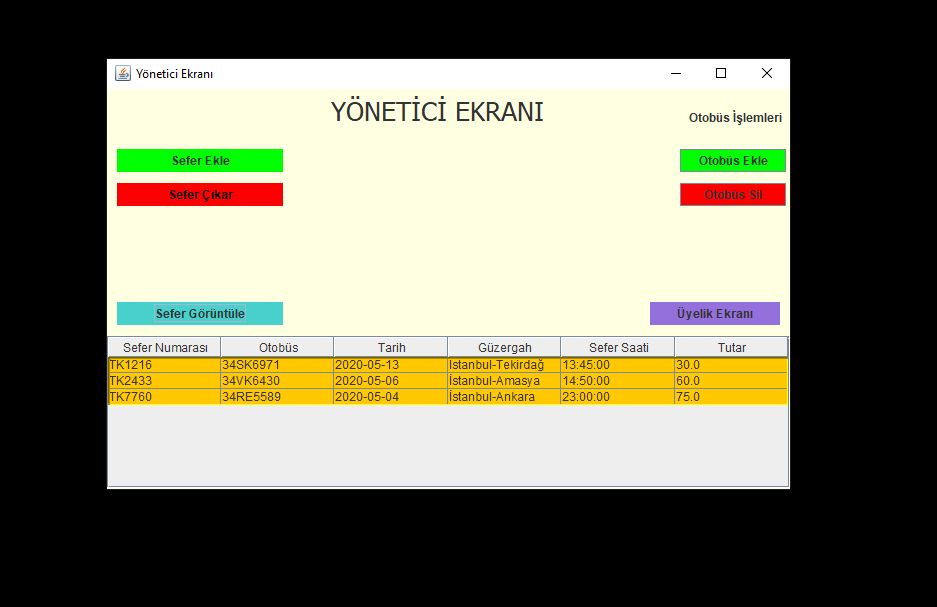 Yönetici Ekranı
YÖNETİCİ EKRANI
Otobüs İşlemleri
Sefer Ekle
Otobüs Ekle
Sefer Çıkar
Otobüs Sil
Sefer Görüntüle
Üyelik Ekranı
Sefer Numarası Otobüs Tarih Güzergah Sefer Saati Tutar
TK1216 34SK6971 2020-05-13 İstanbul-Tekirdağ 13:45:00 30.0
TK2433 34VK6430 2020-05-06 İstanbul-Amasya 14:50:00 60.0
TK7760 34RE5589 2020-05-04 İstanbul-Ankara 23:00:00 75.0